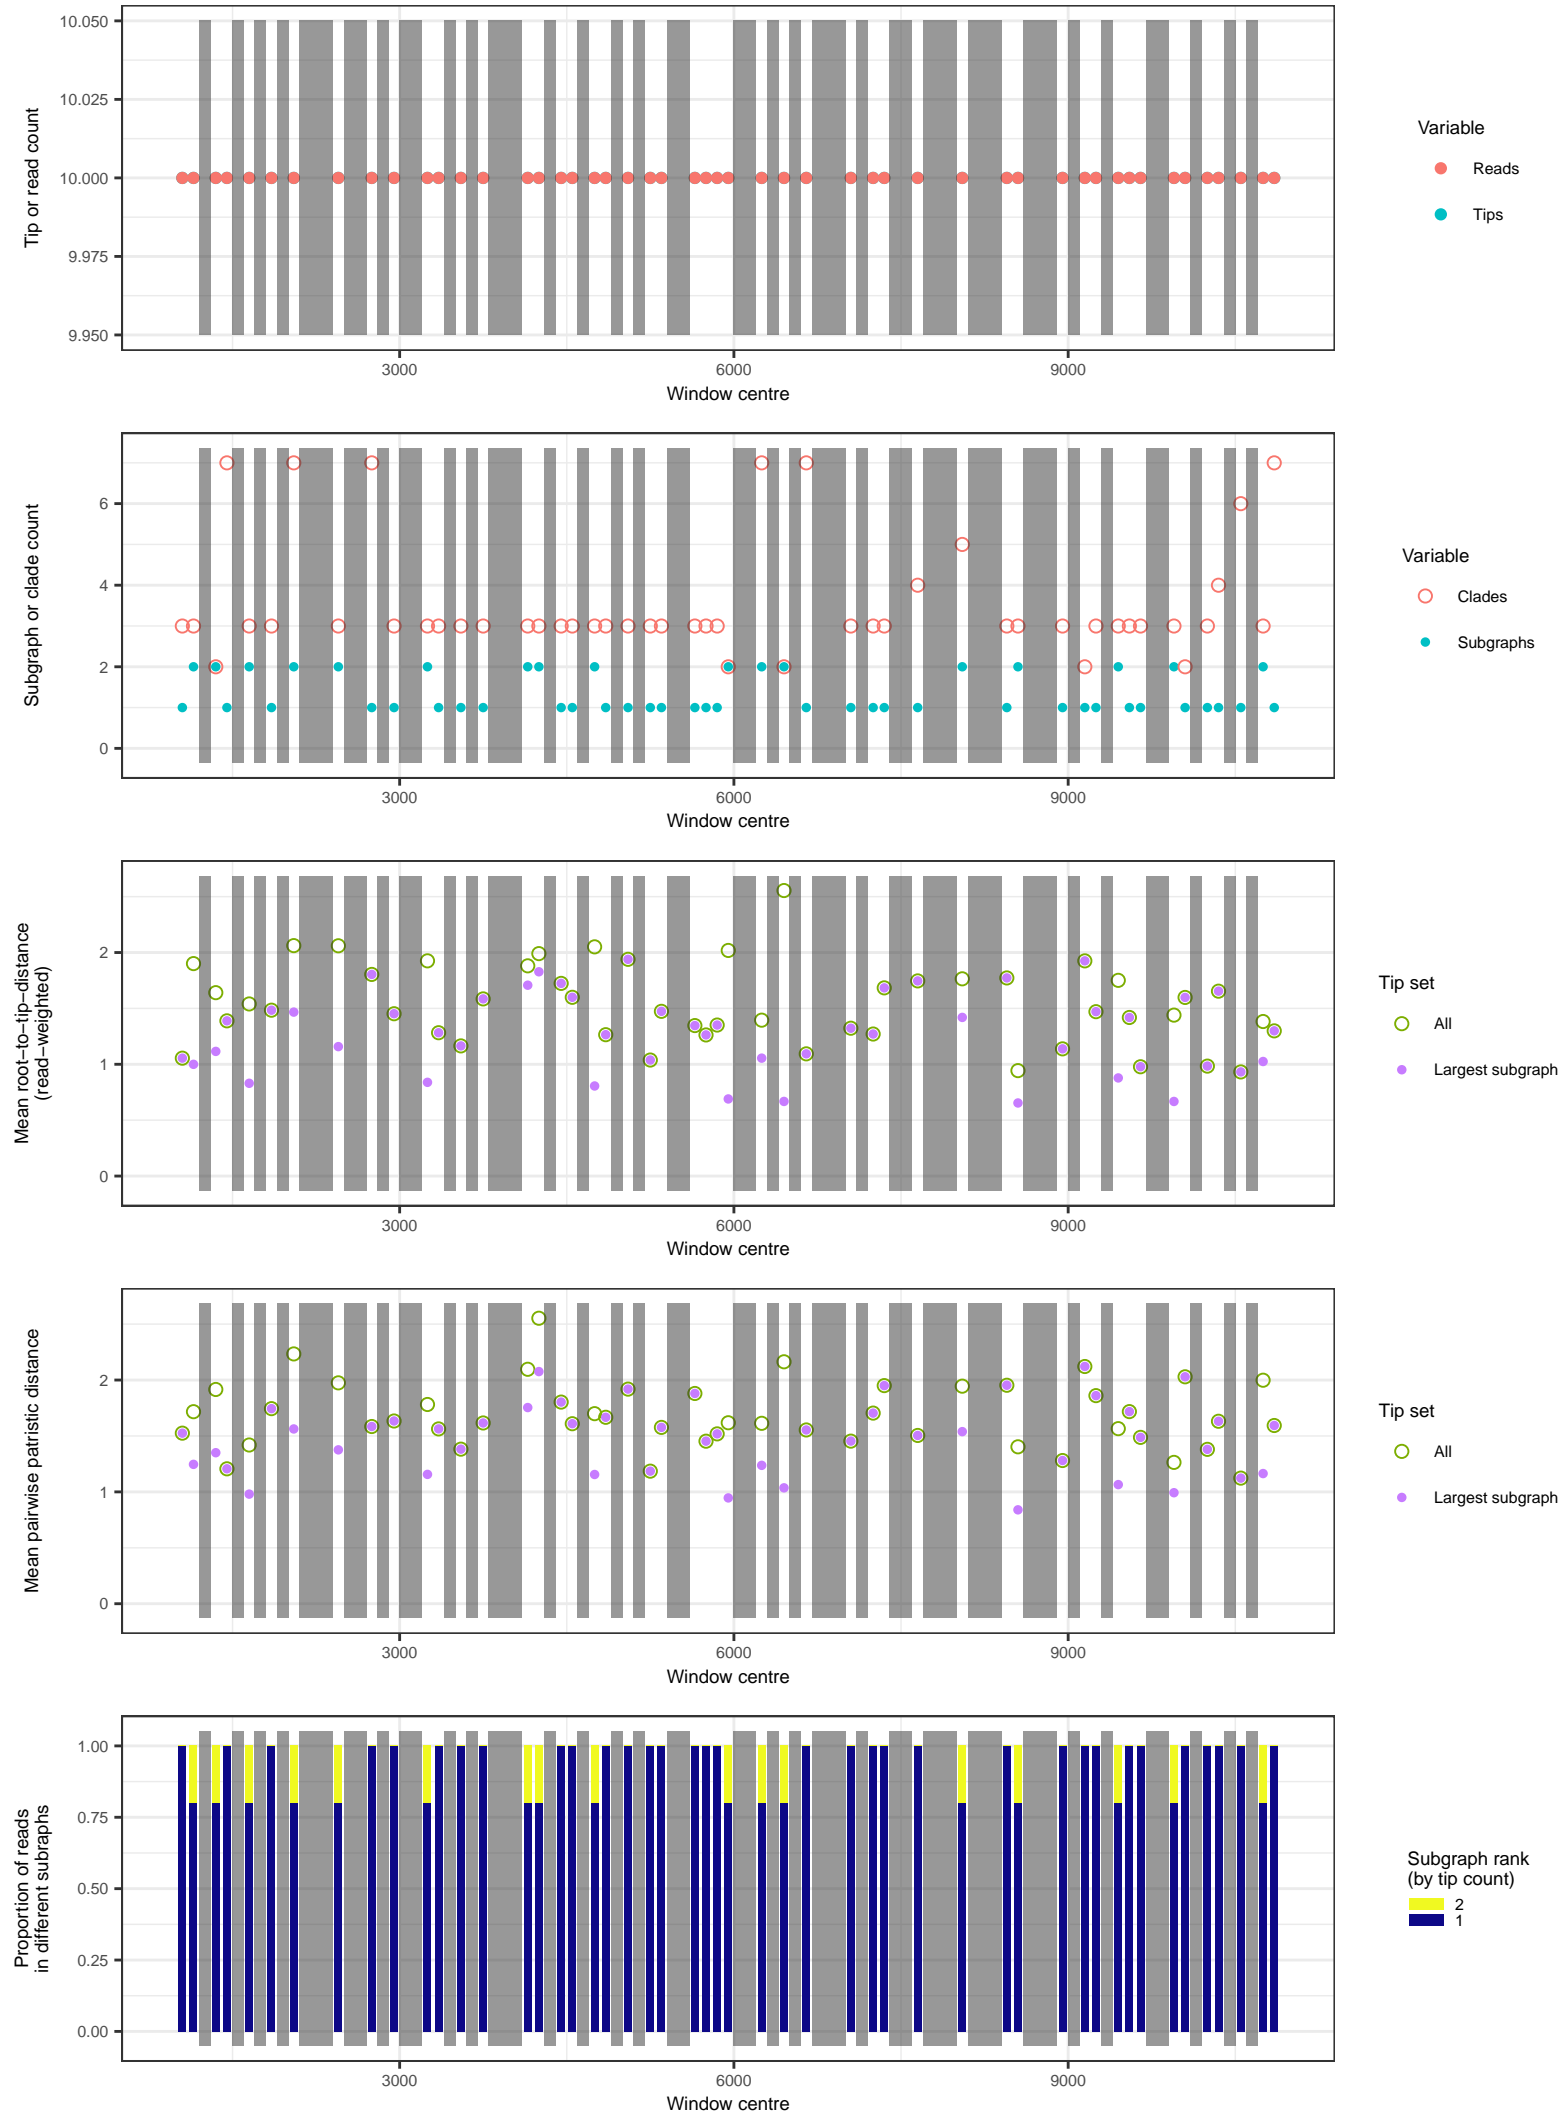 10.050
10.025
10.000
9.975
9.950
Tip or read count
3000
6000
9000
Window centre
Variable
Reads
Tips
6
4
2
0
Subgraph or clade count
3000
6000
9000
Window centre
Variable
Clades
Subgraphs
2
1
0
Mean root−to−tip−distance
(read−weighted)
3000
6000
9000
Window centre
Tip set
All
Largest subgraph
2
1
0
Mean pairwise patristic distance
3000
6000
9000
Window centre
Tip set
All
Largest subgraph
1.00
0.75
0.50
0.25
0.00
Proportion of reads
in different subraphs
3000
6000
9000
Window centre
Subgraph rank
(by tip count)
2
1